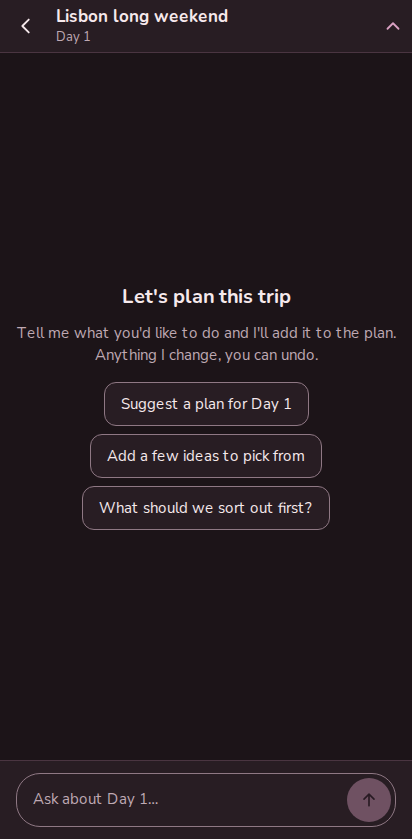 Lisbon long weekend
Day 1
Let's plan this trip
Tell me what you'd like to do and I'll add it to the plan.
Anything I change, you can undo.
Suggest a plan for Day 1
Add a few ideas to pick from
What should we sort out first?
Ask about Day 1...